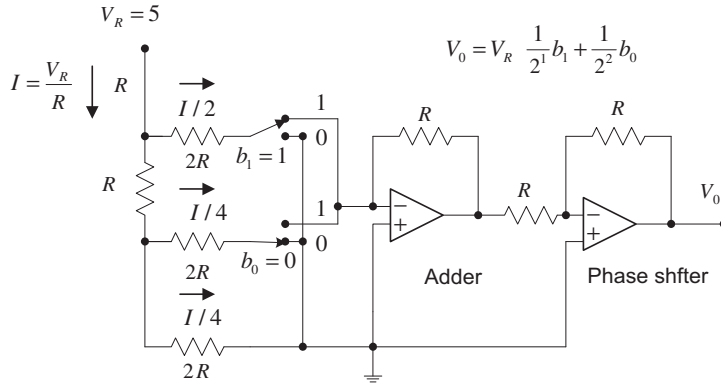 V_R = 5
V_0 = V_R 1/2^1 b_1 + 1/2^2 b_0
I = V_R/R
R
I / 2
2R
b_1 = 1
1
0
R
R
R
I / 4
2R
b_0 = 0
1
0
R
−
+
−
+
V_0
Adder
Phase shfter
I / 4
2R